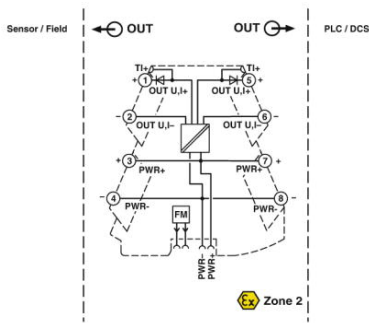 Sensor / Field
OUT
OUT
PLC / DCS
TI+
TI+
+ 1
5 +
OUT U,I+
OUT U,I+
− 2
6 −
OUT U,I−
OUT U,I−
+ 3
7 +
PWR+
PWR+
− 4
8 −
PWR-
PWR-
FM
PWR−
PWR+
Ex Zone 2